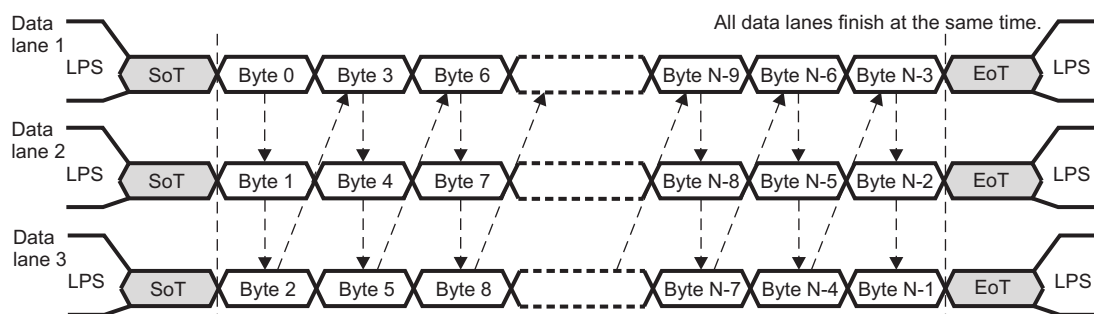 Data
lane 1
All data lanes finish at the same time.
LPS
SoT
Byte 0
Byte 3
Byte 6
Byte N-9
Byte N-6
Byte N-3
EoT
LPS
Data
lane 2
LPS
SoT
Byte 1
Byte 4
Byte 7
Byte N-8
Byte N-5
Byte N-2
EoT
LPS
Data
lane 3
LPS
SoT
Byte 2
Byte 5
Byte 8
Byte N-7
Byte N-4
Byte N-1
EoT
LPS